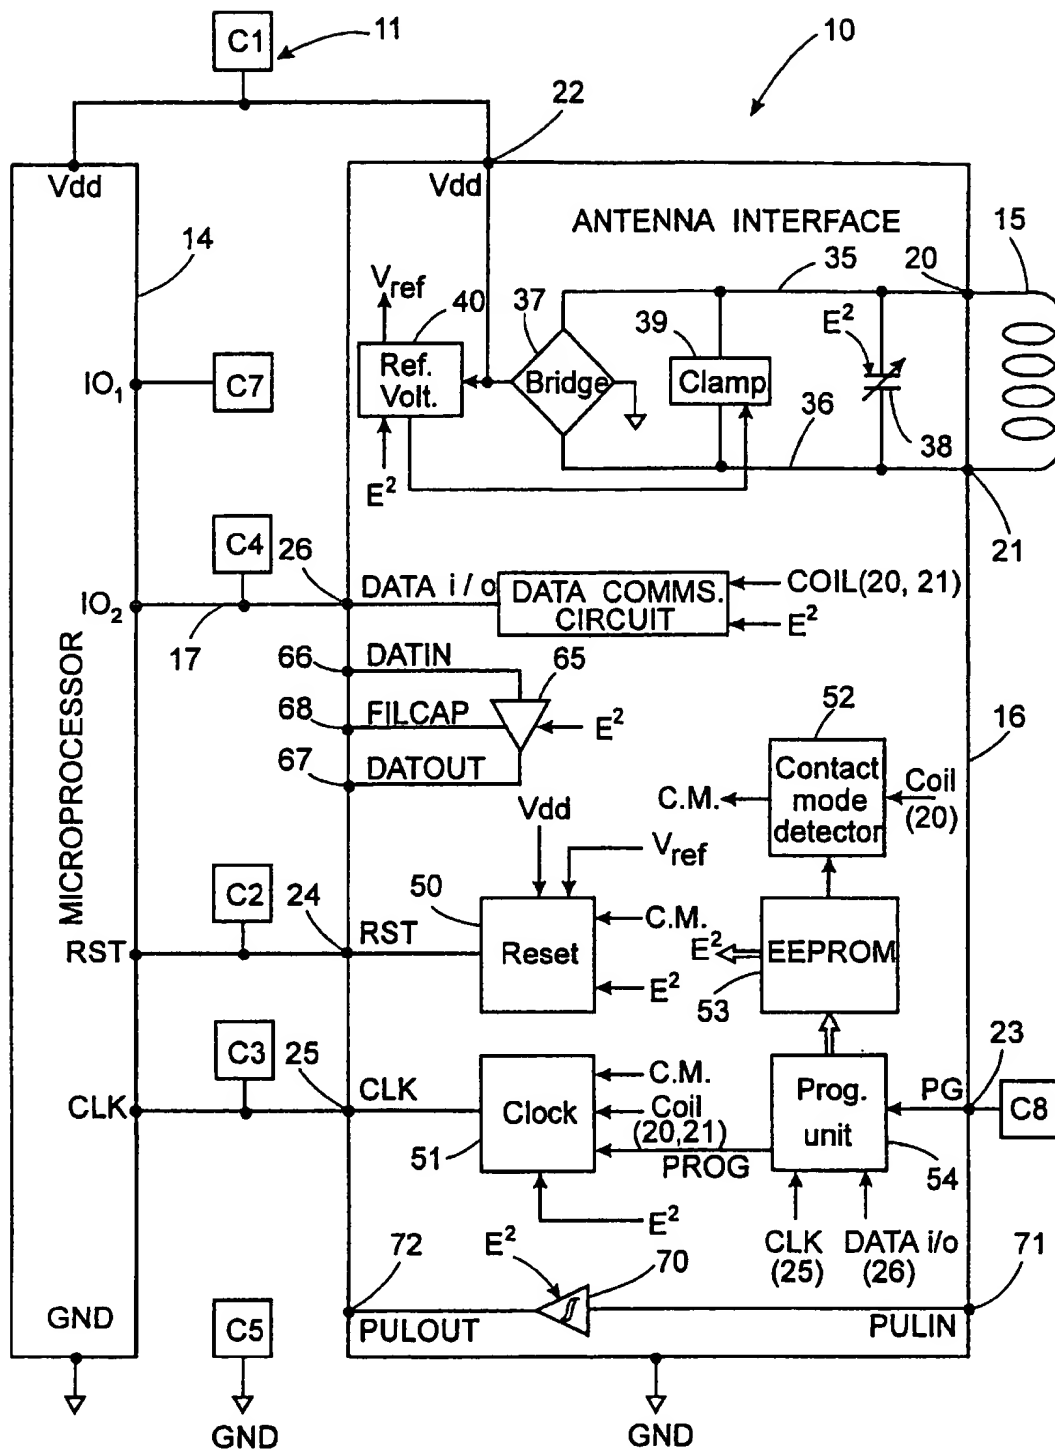 C1
11
10
22
Vdd
Vdd
ANTENNA INTERFACE
14
Vref
40
37
35
20
15
39
E²
Ref.
Volt.
Bridge
Clamp
IO₁
C7
36
38
E²
21
C4
26
DATA i/o
DATA COMMS.
CIRCUIT
COIL(20, 21)
E²
IO₂
17
66
DATIN
65
68
FILCAP
E²
67
DATOUT
52
16
Contact
mode
detector
C.M.
Coil
(20)
MICROPROCESSOR
Vdd
Vref
C2
24
50
RST
RST
Reset
C.M.
E²
E²
EEPROM
53
C3
25
CLK
CLK
Clock
51
C.M.
Coil
(20,21)
PROG
E²
Prog.
unit
PG
23
C8
54
CLK
(25)
DATA i/o
(26)
72
E²
70
71
PULOUT
PULIN
GND
C5
GND
GND